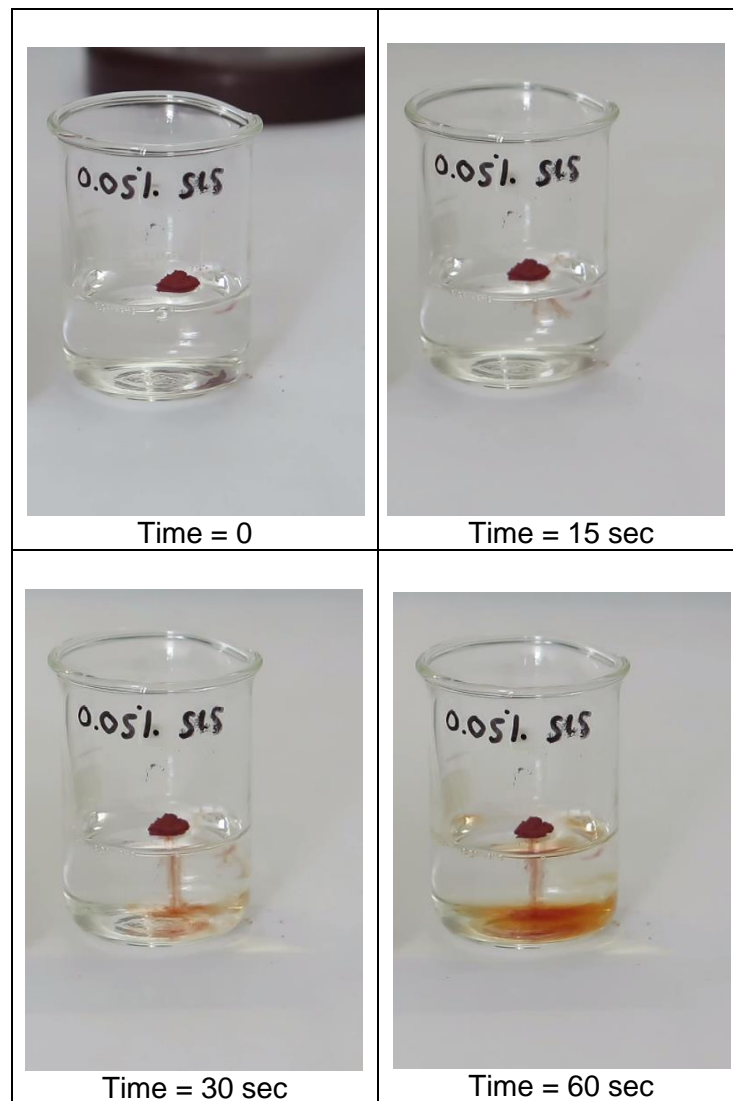 0.05%. SLS
0.05%. SLS
Time = 0
Time = 15 sec
0.05%. SLS
0.05%. SLS
Time = 30 sec
Time = 60 sec